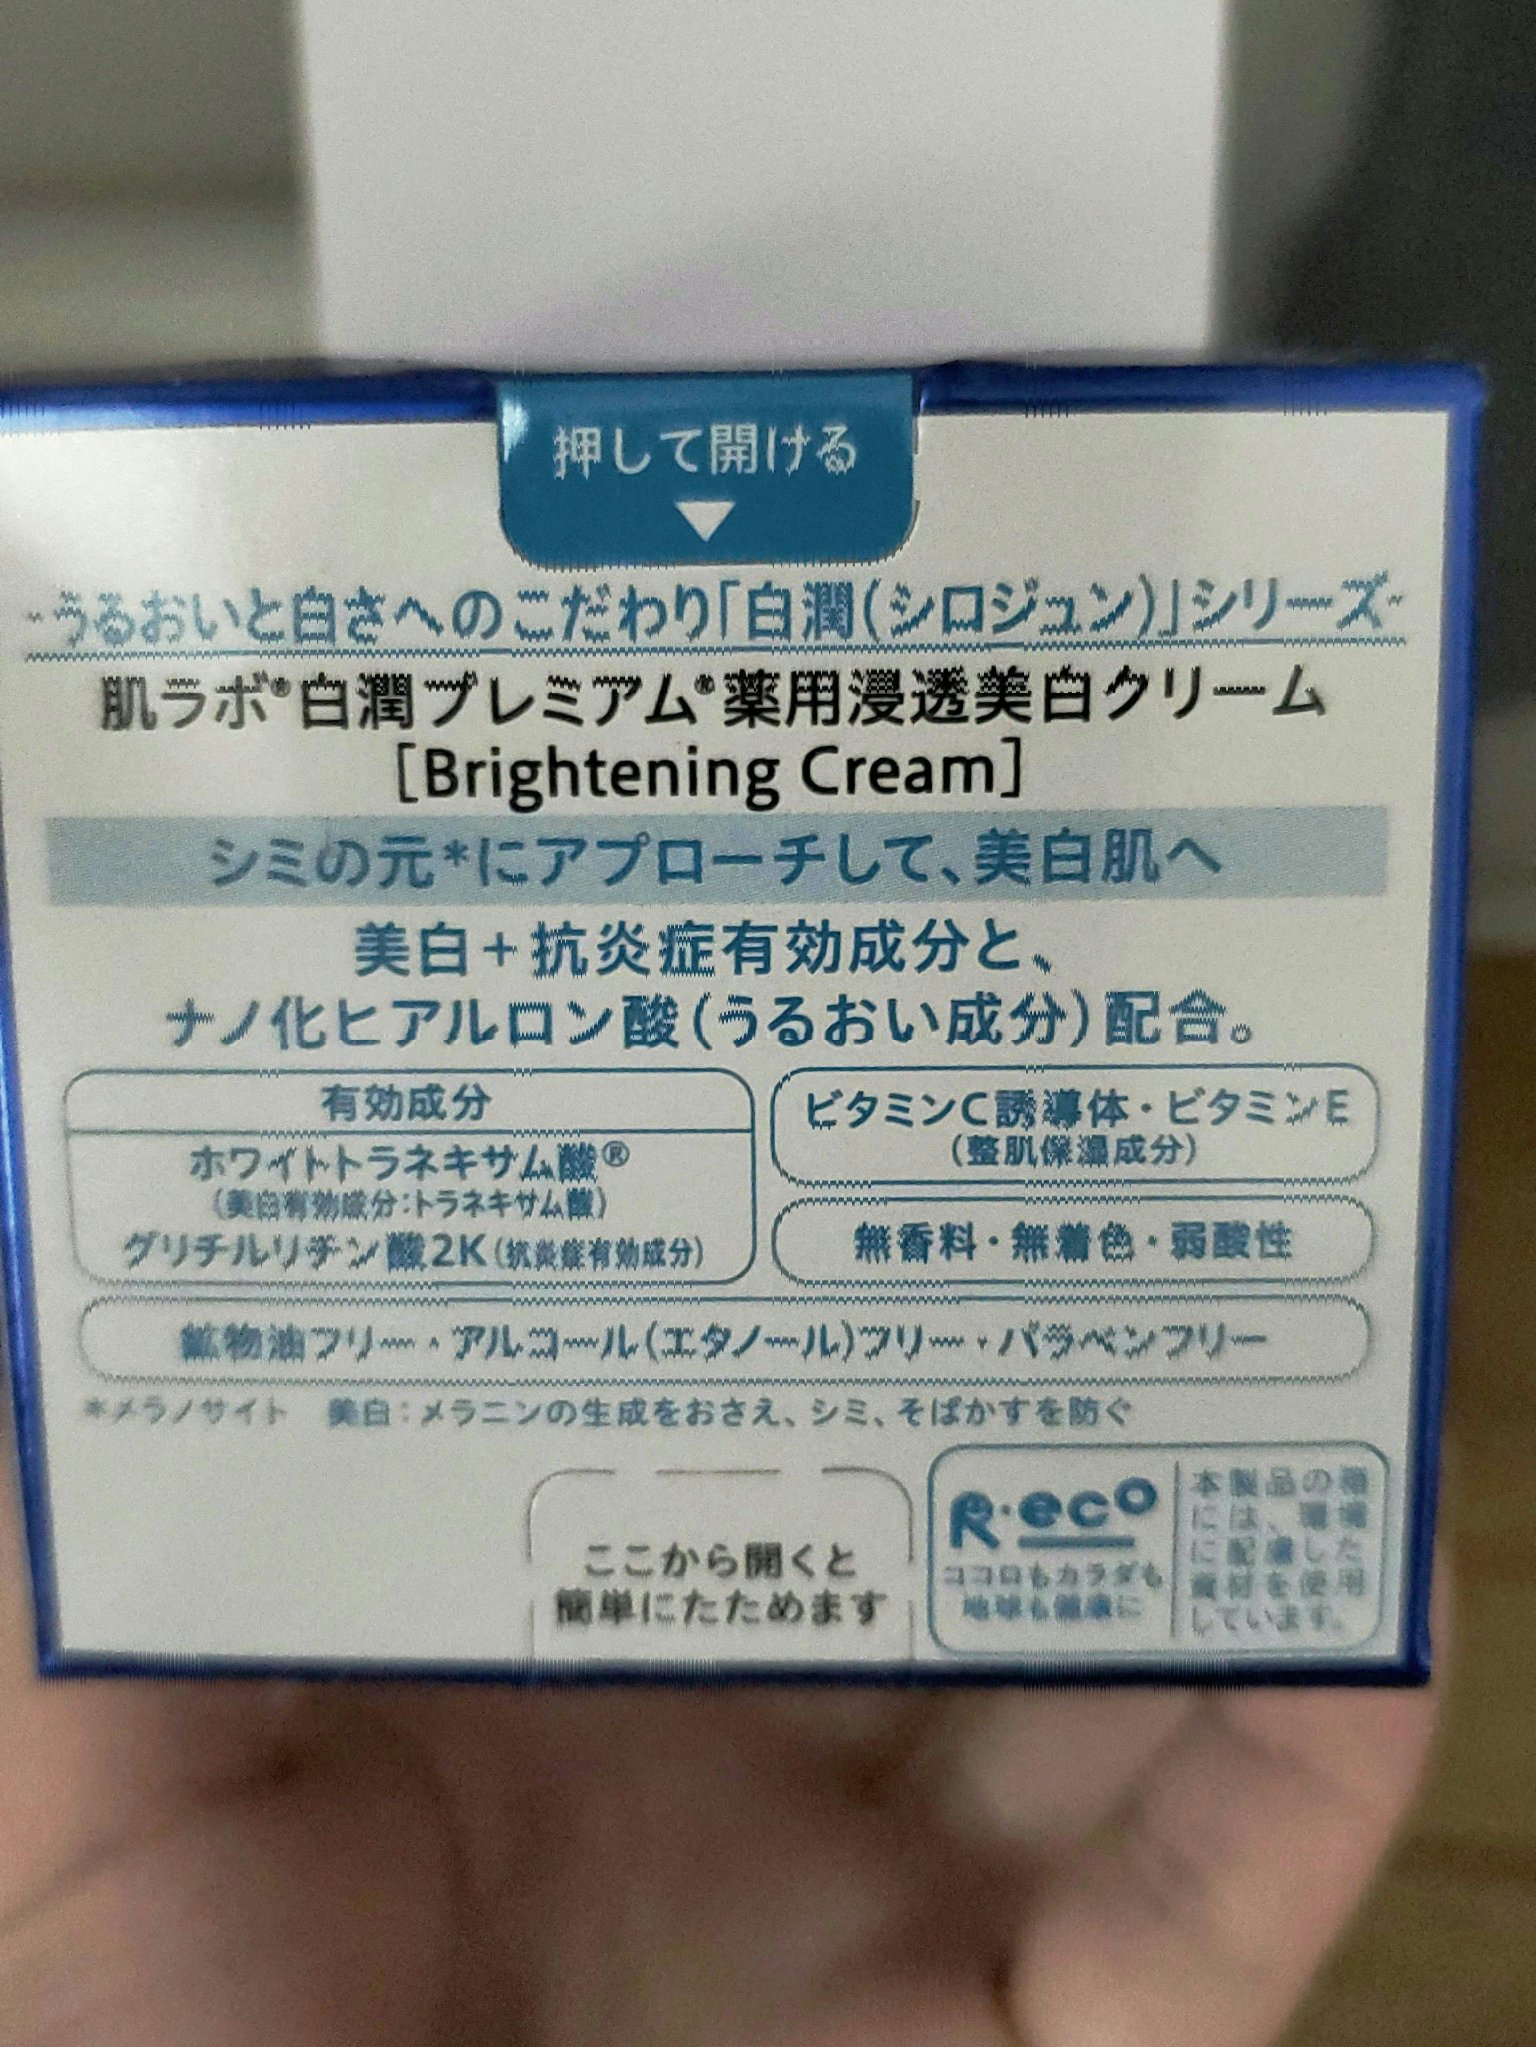 押して開ける
うるおいと白さへのこだわり「白潤(シロジュン)」シリーズ
肌ラボ®白潤プレミアム®薬用浸透美白クリーム
[Brightening Cream]
シミの元*にアプローチして、美白肌へ
美白+抗炎症有効成分と、
ナノ化ヒアルロン酸(うるおい成分)配合。
有効成分
ホワイトトラネキサム酸®
(美白有効成分:トラネキサム酸)
グリチルリチン酸2K(抗炎症有効成分)
ビタミンC誘導体・ビタミンE
(整肌保湿成分)
無香料・無着色・弱酸性
鉱物油フリー・アルコール(エタノール)フリー・パラベンフリー
*メラノサイト 美白:メラニンの生成をおさえ、シミ、そばかすを防ぐ
ここから開くと
簡単にたためます
R・eco
ココロもカラダも
地球も健康に
本製品の箱
には、環境
に配慮した
資材を使用
しています。